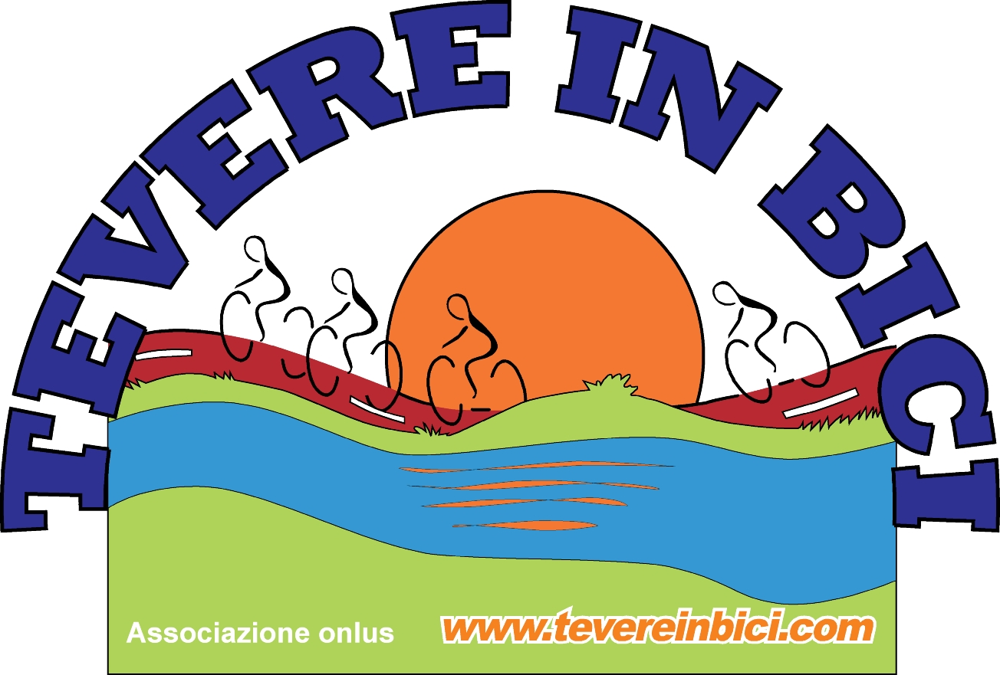 TEVERE IN BICI
Associazione onlus
www.tevereinbici.com